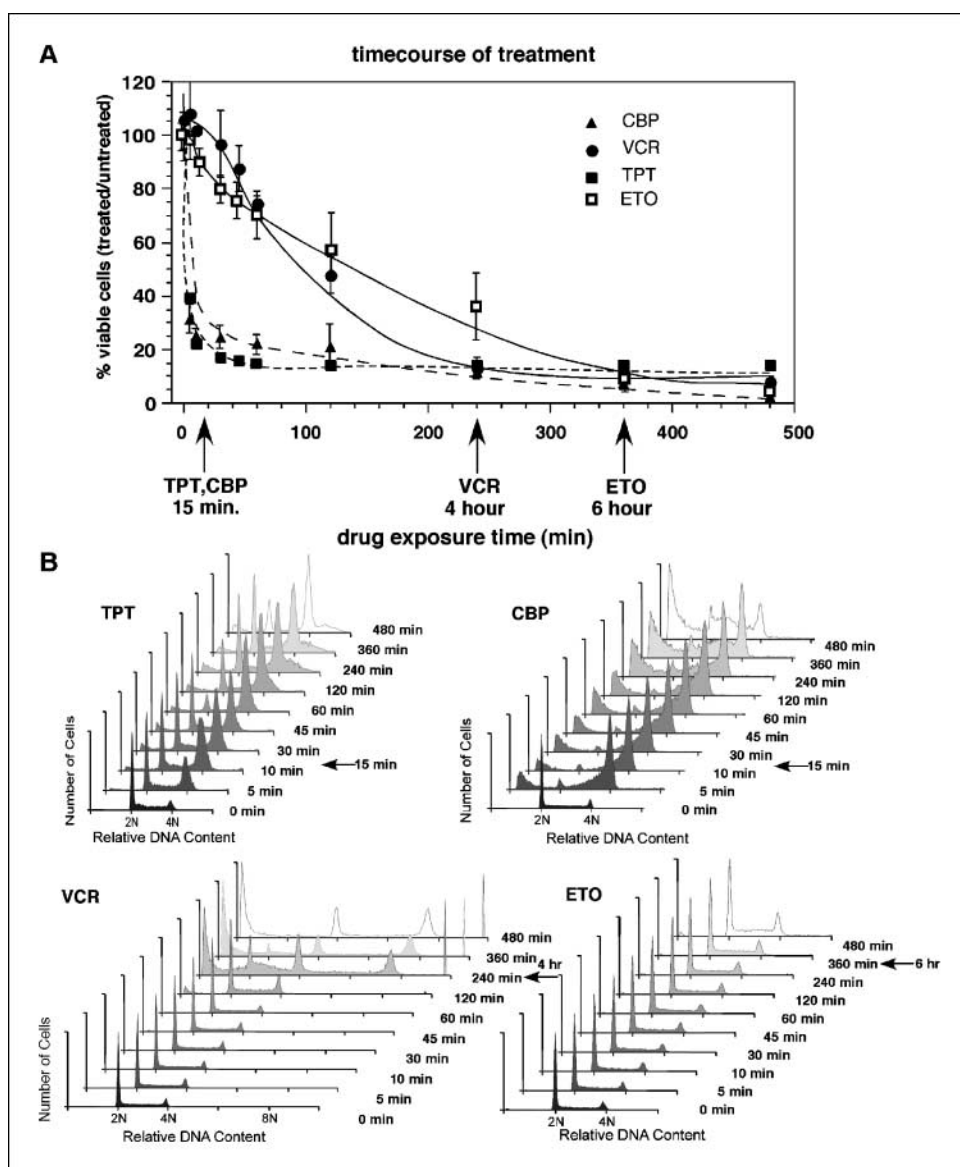 A
timecourse of treatment
120
100
80
60
40
20
0
% viable cells (treated/untreated)
CBP
VCR
TPT
ETO
0 100 200 300 400 500
TPT,CBP VCR ETO
15 min. 4 hour 6 hour
drug exposure time (min)
B
TPT
Number of Cells
480 min
360 min
240 min
120 min
60 min
45 min
30 min
10 min
15 min
5 min
0 min
2N 4N
Relative DNA Content
CBP
Number of Cells
480 min
360 min
240 min
120 min
60 min
45 min
30 min
10 min
15 min
5 min
0 min
2N 4N
Relative DNA Content
VCR
Number of Cells
480 min
360 min
4 hr
240 min
120 min
60 min
45 min
30 min
10 min
5 min
0 min
2N 4N 8N
Relative DNA Content
ETO
Number of Cells
480 min
360 min 6 hr
240 min
120 min
60 min
45 min
30 min
10 min
5 min
0 min
2N 4N
Relative DNA Content